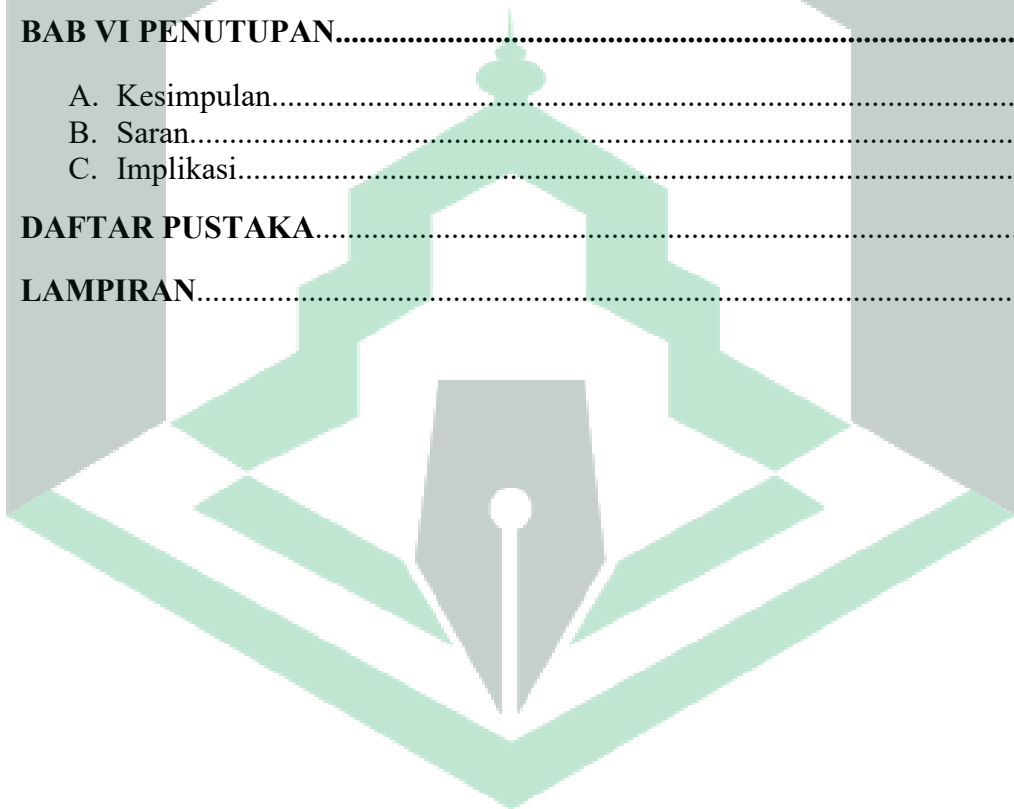 BAB VI PENUTUPAN................................................................................
A. Kesimpulan................................................................................
B. Saran................................................................................
C. Implikasi................................................................................
DAFTAR PUSTAKA................................................................................
LAMPIRAN................................................................................